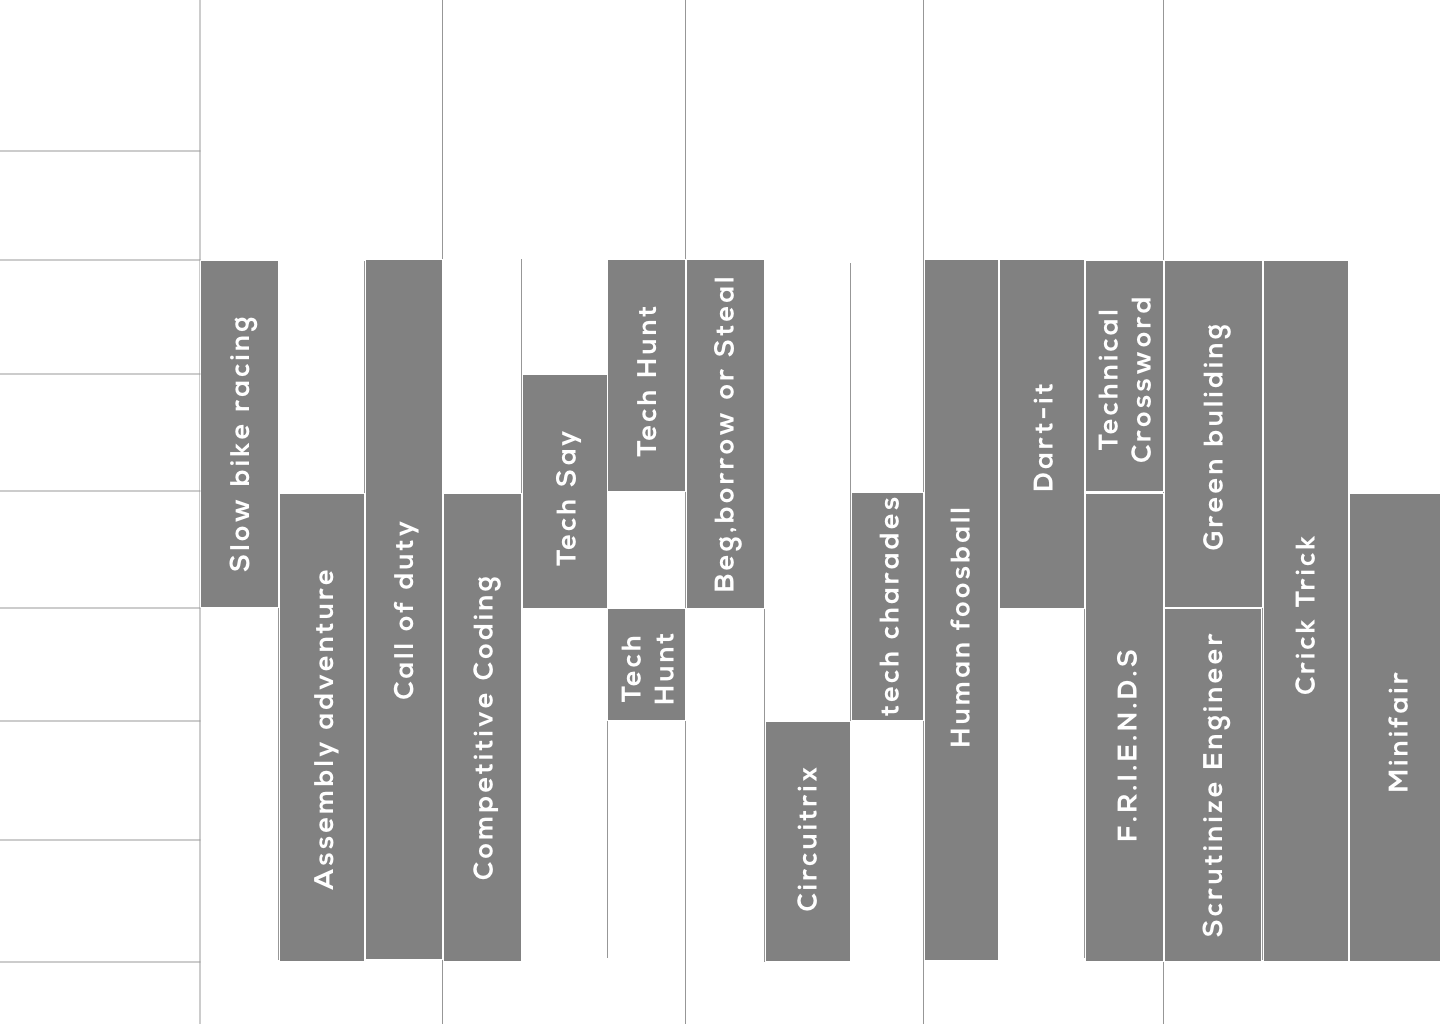 Slow bike racing
Assembly adventure
Call of duty
Competitive Coding
Tech Say
Tech Hunt
Tech
Hunt
Beg,borrow or Steal
Circuitrix
tech charades
Human foosball
Dart-it
Technical
Crossword
F.R.I.E.N.D.S
Green buliding
Scrutinize Engineer
Crick Trick
Minifair